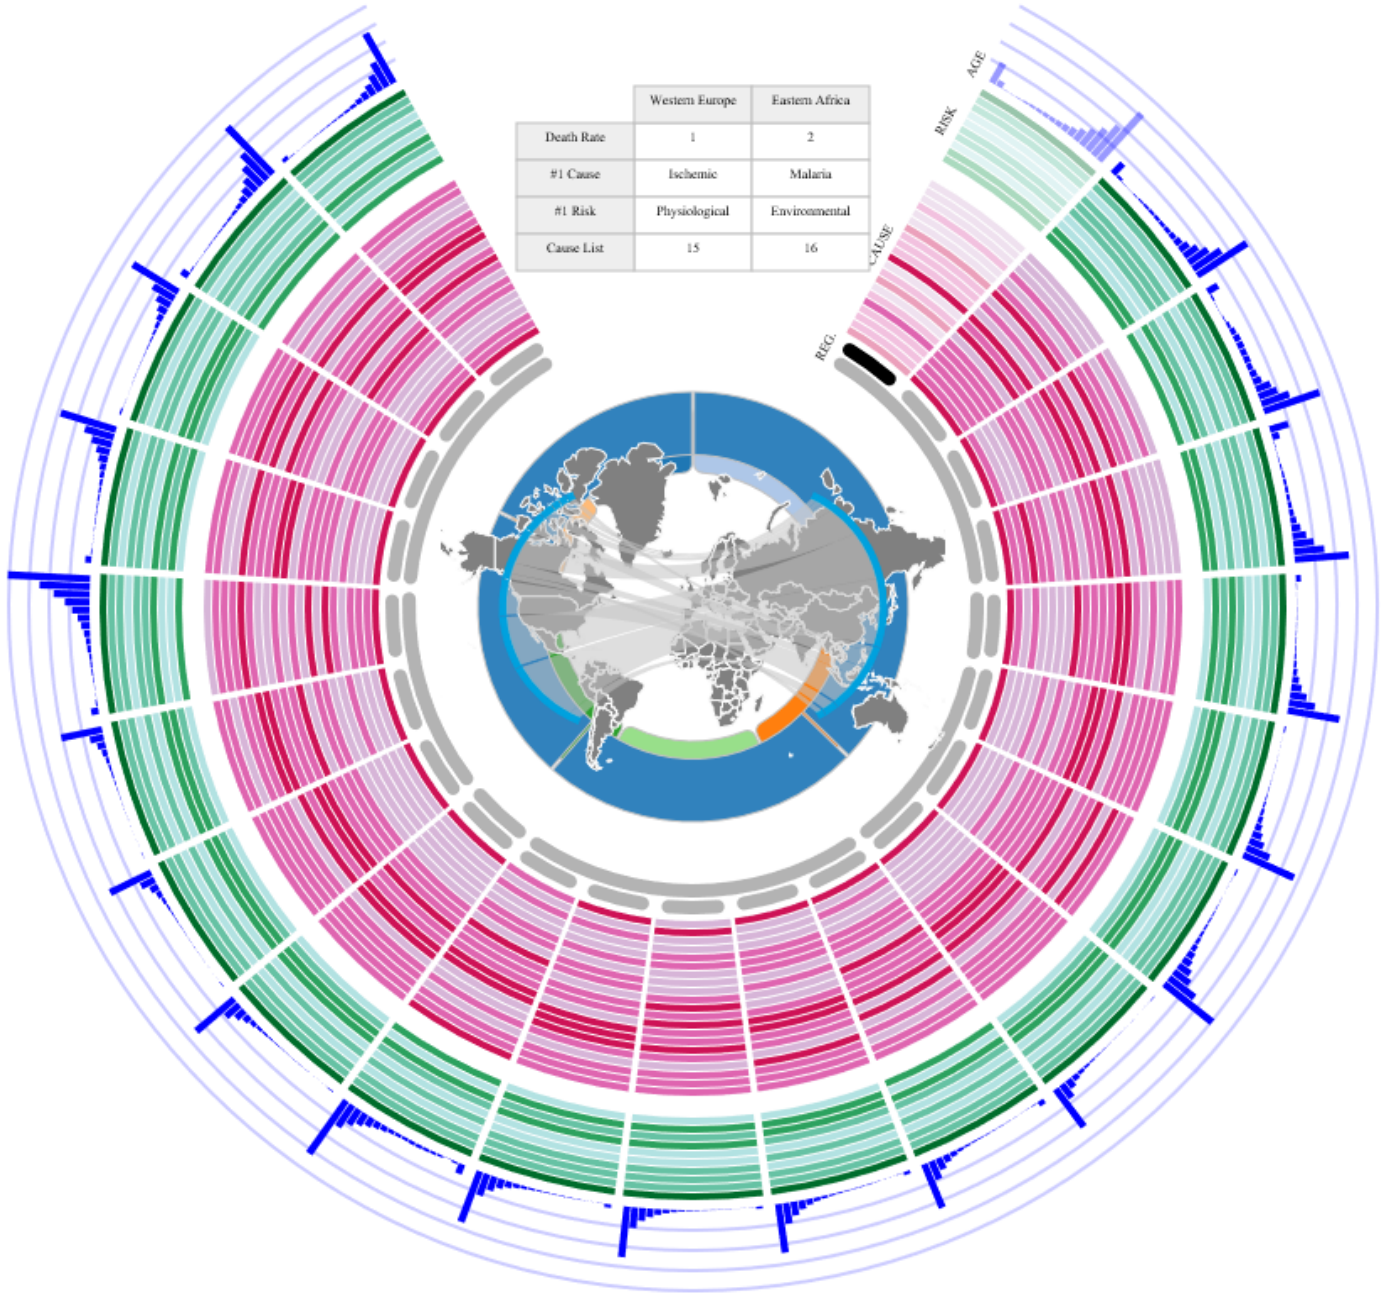 AGE
RISK
CAUSE
REG.
Western Europe Eastern Africa
Death Rate 1 2
#1 Cause Ischemic Malaria
#1 Risk Physiological Environmental
Cause List 15 16